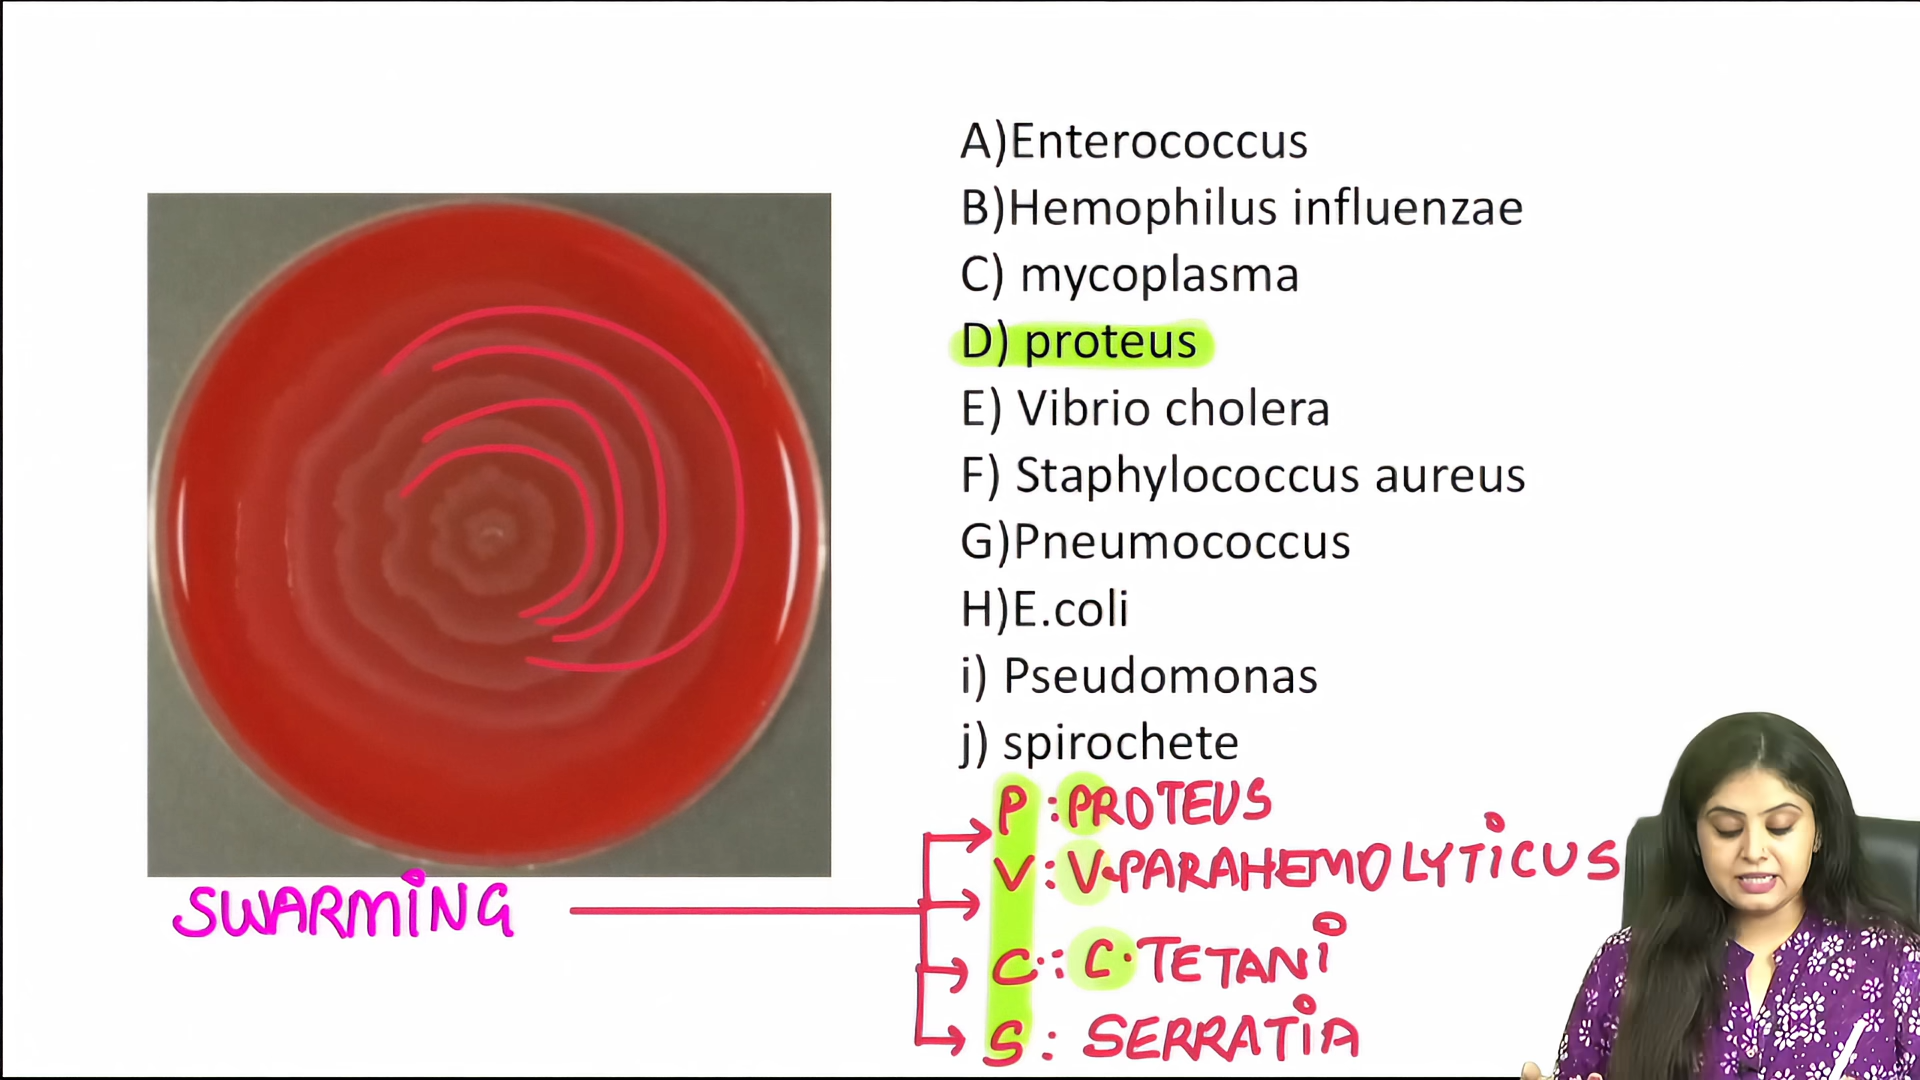 A)Enterococcus
B)Hemophilus influenzae
C) mycoplasma
D) proteus
E) Vibrio cholera
F) Staphylococcus aureus
G)Pneumococcus
H)E.coli
i) Pseudomonas
j) spirochete
P : PROTEUS
V : V.PARAHEMOLYTiCUS
C : C. TETANi
S : SERRATiA
SWARMiNG